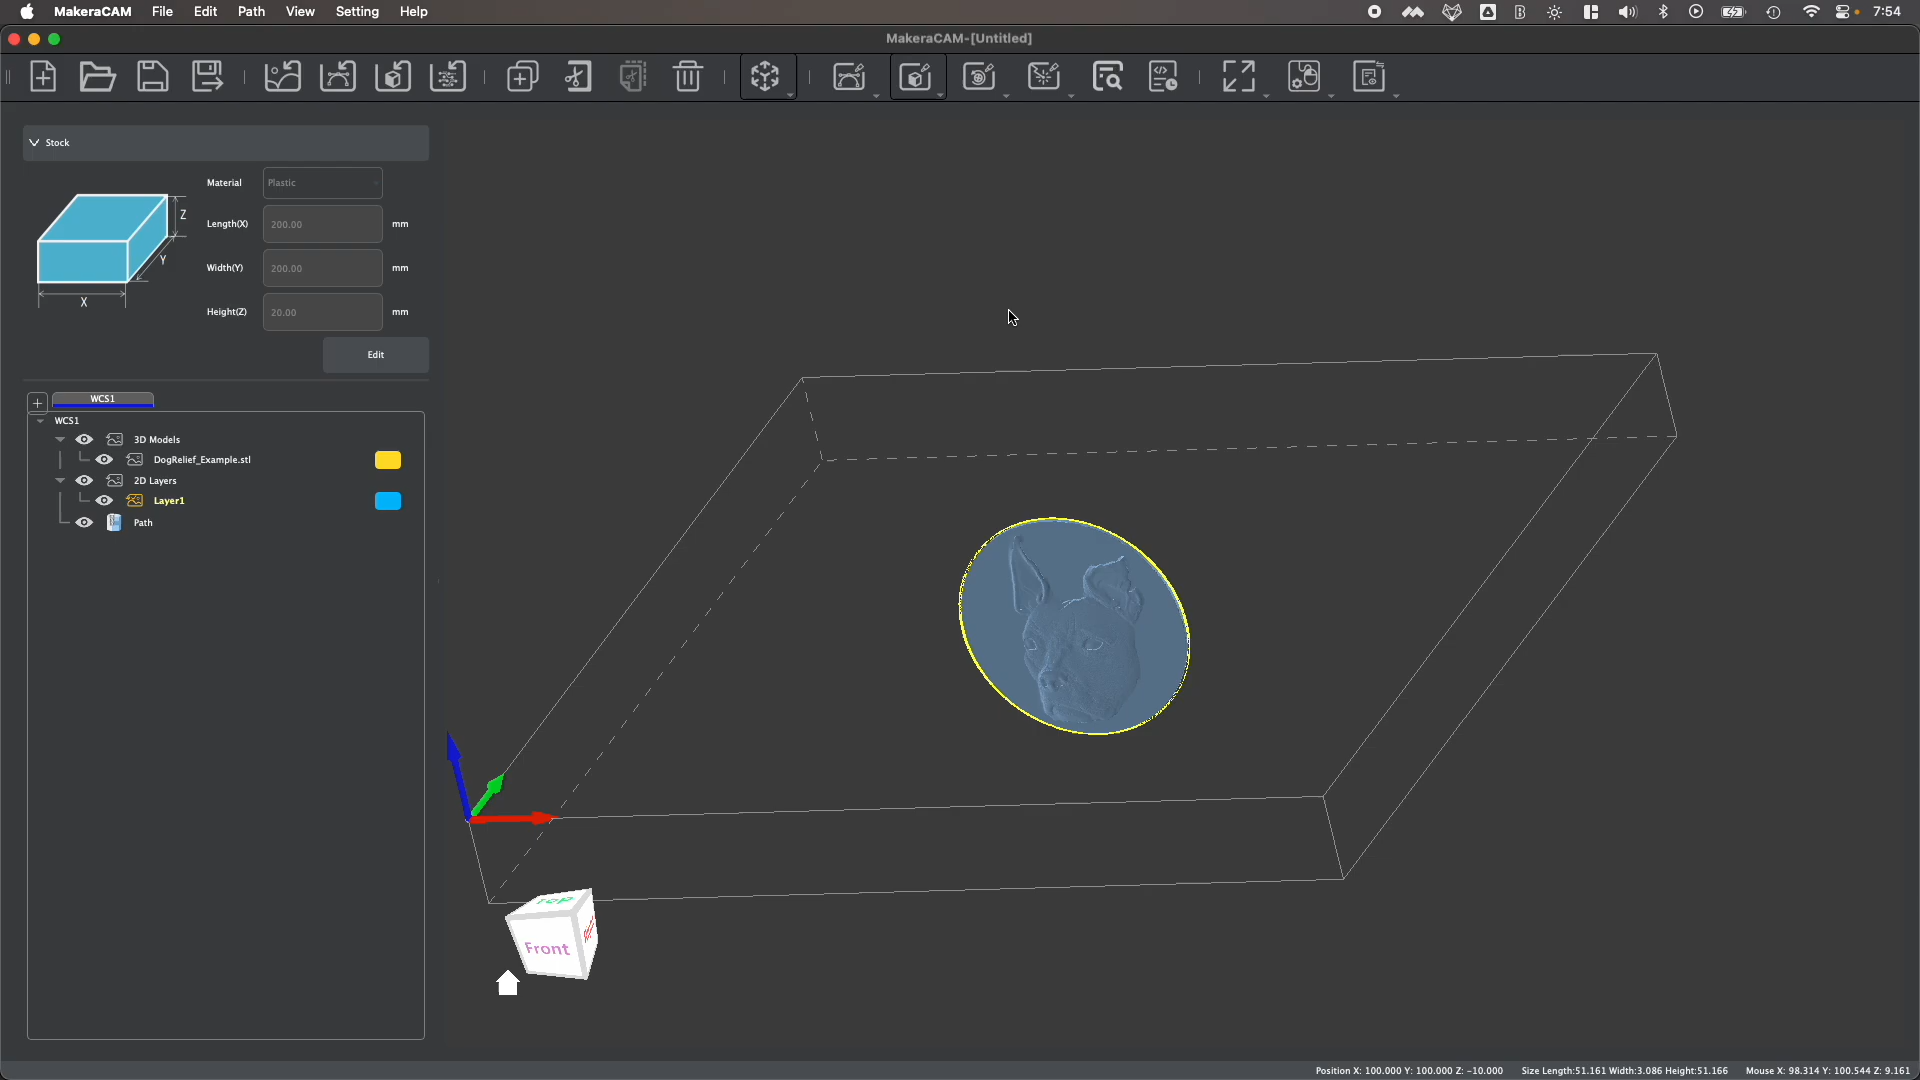 MakeraCAM File Edit Path View Setting Help 7:54
MakeraCAM-[Untitled]
Stock
Material Plastic
Length(X) 200.00 mm
Width(Y) 200.00 mm
Height(Z) 20.00 mm
Z
Y
X
Edit
+ WCS1
WCS1
3D Models
DogRelief_Example.stl
2D Layers
Layer1
Path
Top
Front
Position X: 100.000 Y: 100.000 Z: -10.000 Size Length:51.161 Width:3.086 Height:51.166 Mouse X: 98.314 Y: 100.544 Z: 9.161